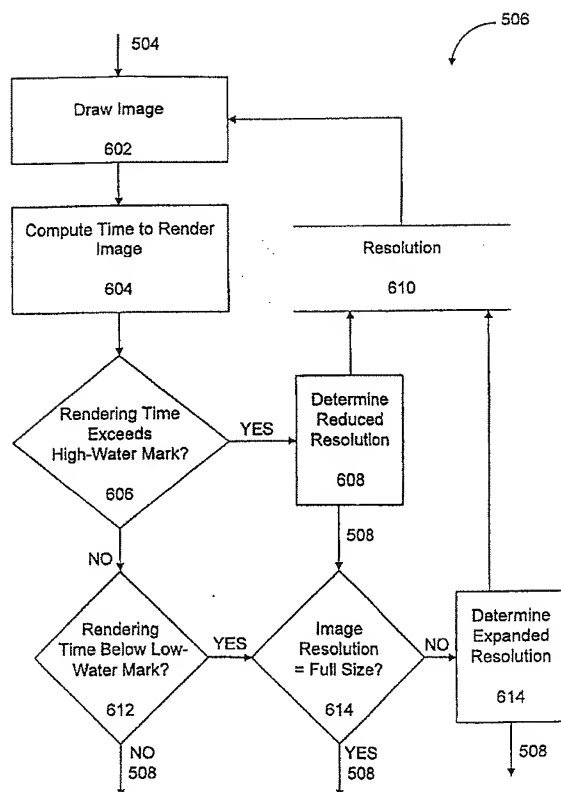 504
506
Draw Image
602
Compute Time to Render
Image
604
Resolution
610
Rendering Time
Exceeds
High-Water Mark?
606
YES
Determine
Reduced
Resolution
608
NO
508
Rendering
Time Below Low-
Water Mark?
612
YES
Image
Resolution
= Full Size?
614
NO
Determine
Expanded
Resolution
614
NO
508
YES
508
508